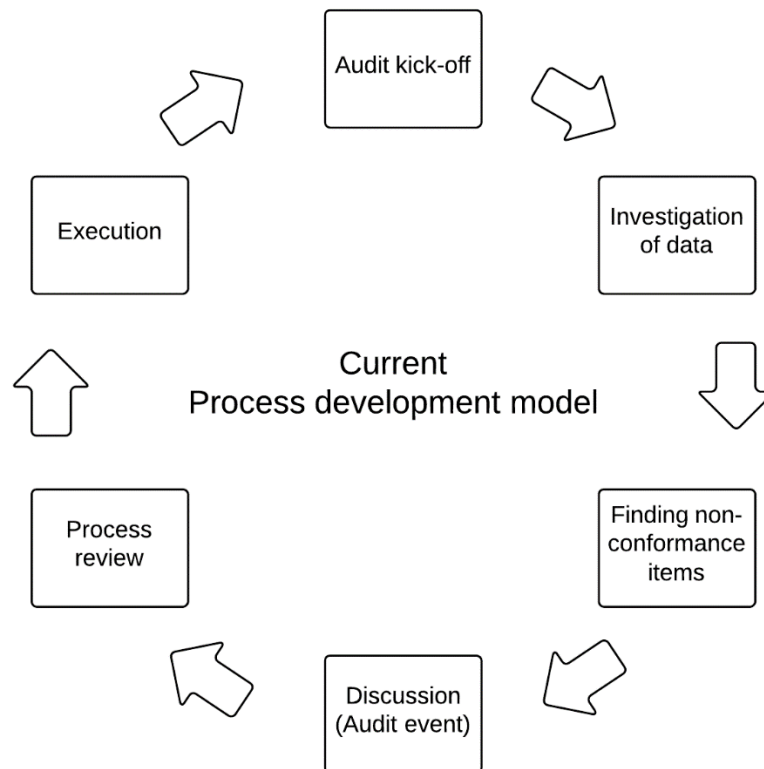 Audit kick-off
Investigation
of data
Finding non-
conformance
items
Discussion
(Audit event)
Process
review
Execution
Current
Process development model